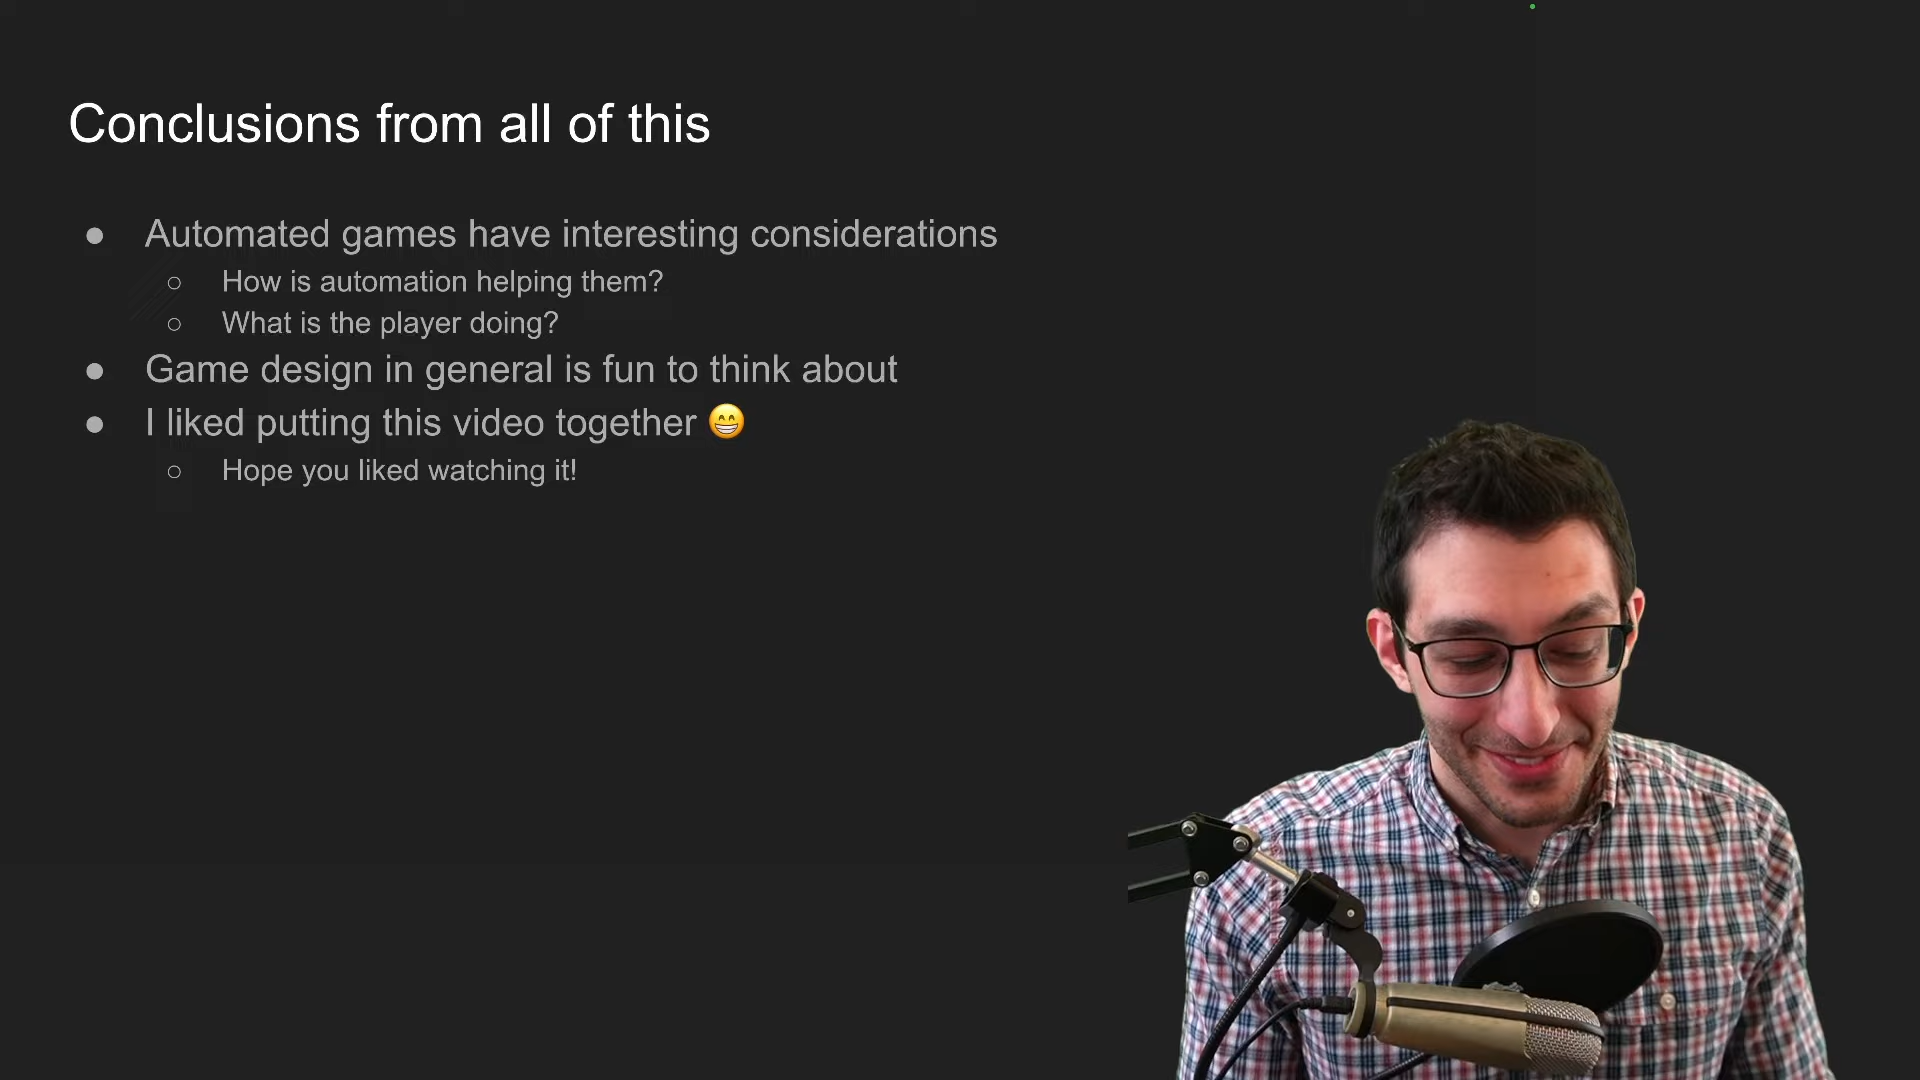 Conclusions from all of this
● Automated games have interesting considerations
○ How is automation helping them?
○ What is the player doing?
● Game design in general is fun to think about
● I liked putting this video together 😁
○ Hope you liked watching it!